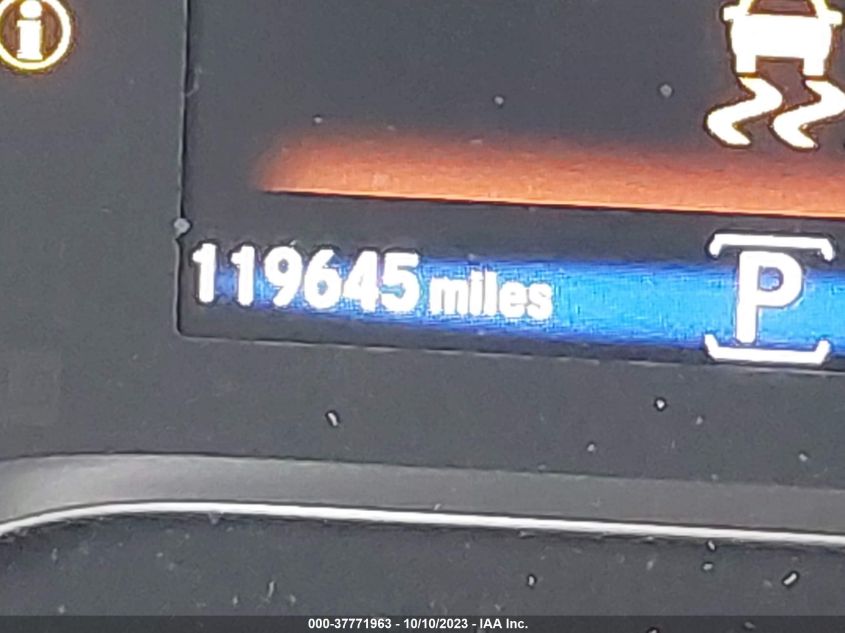 i
119645 miles P
000-37771963 - 10/10/2023 - IAA Inc.